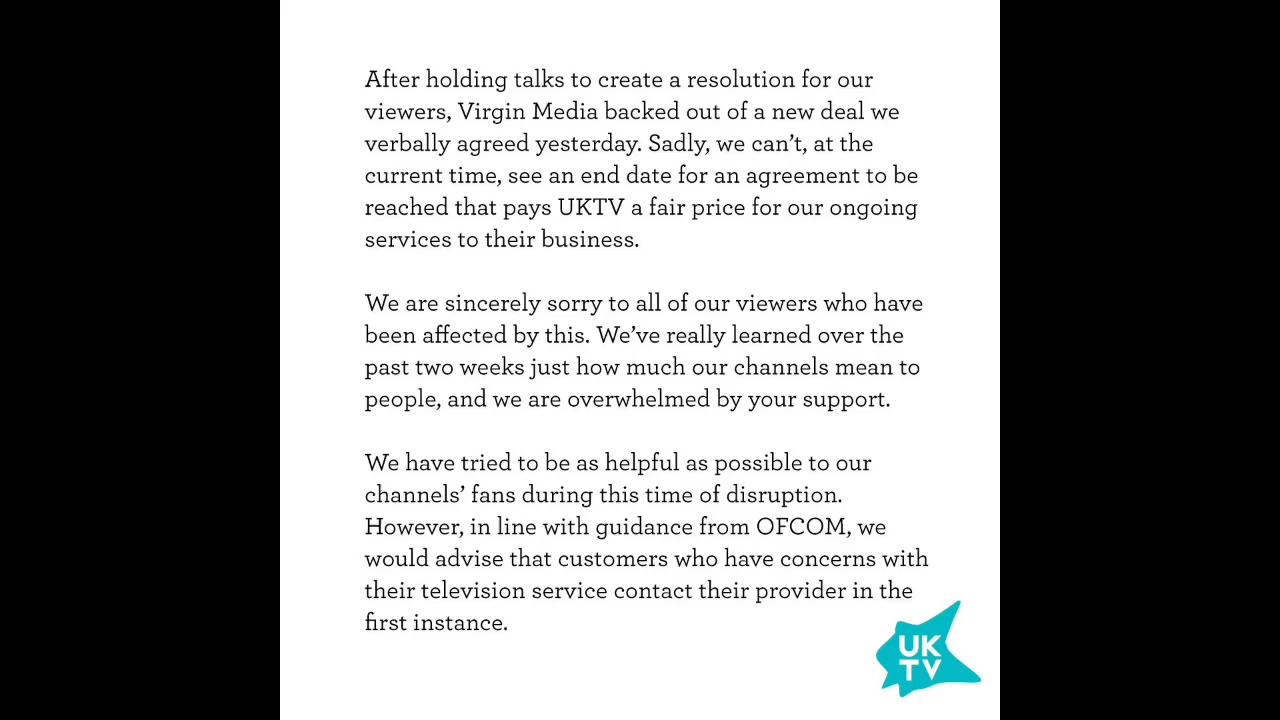 After holding talks to create a resolution for our
viewers, Virgin Media backed out of a new deal we
verbally agreed yesterday. Sadly, we can’t, at the
current time, see an end date for an agreement to be
reached that pays UKTV a fair price for our ongoing
services to their business.
We are sincerely sorry to all of our viewers who have
been affected by this. We’ve really learned over the
past two weeks just how much our channels mean to
people, and we are overwhelmed by your support.
We have tried to be as helpful as possible to our
channels’ fans during this time of disruption.
However, in line with guidance from OFCOM, we
would advise that customers who have concerns with
their television service contact their provider in the
first instance.
UK
TV